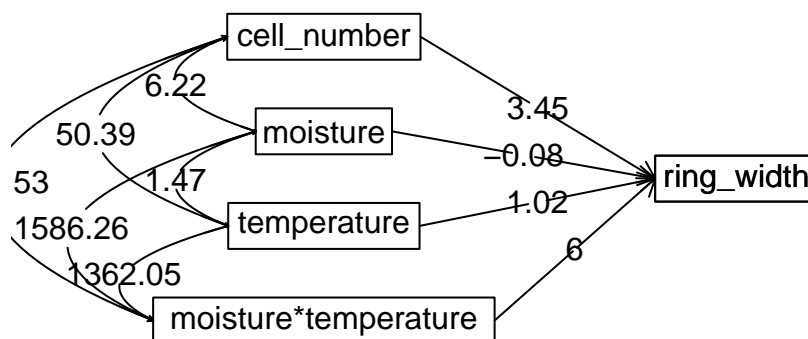 cell_number
6.22
3.45
50.39
moisture
−0.08
53
1.47
ring_width
1586.26
temperature
1.02
1362.05
6
moisture*temperature